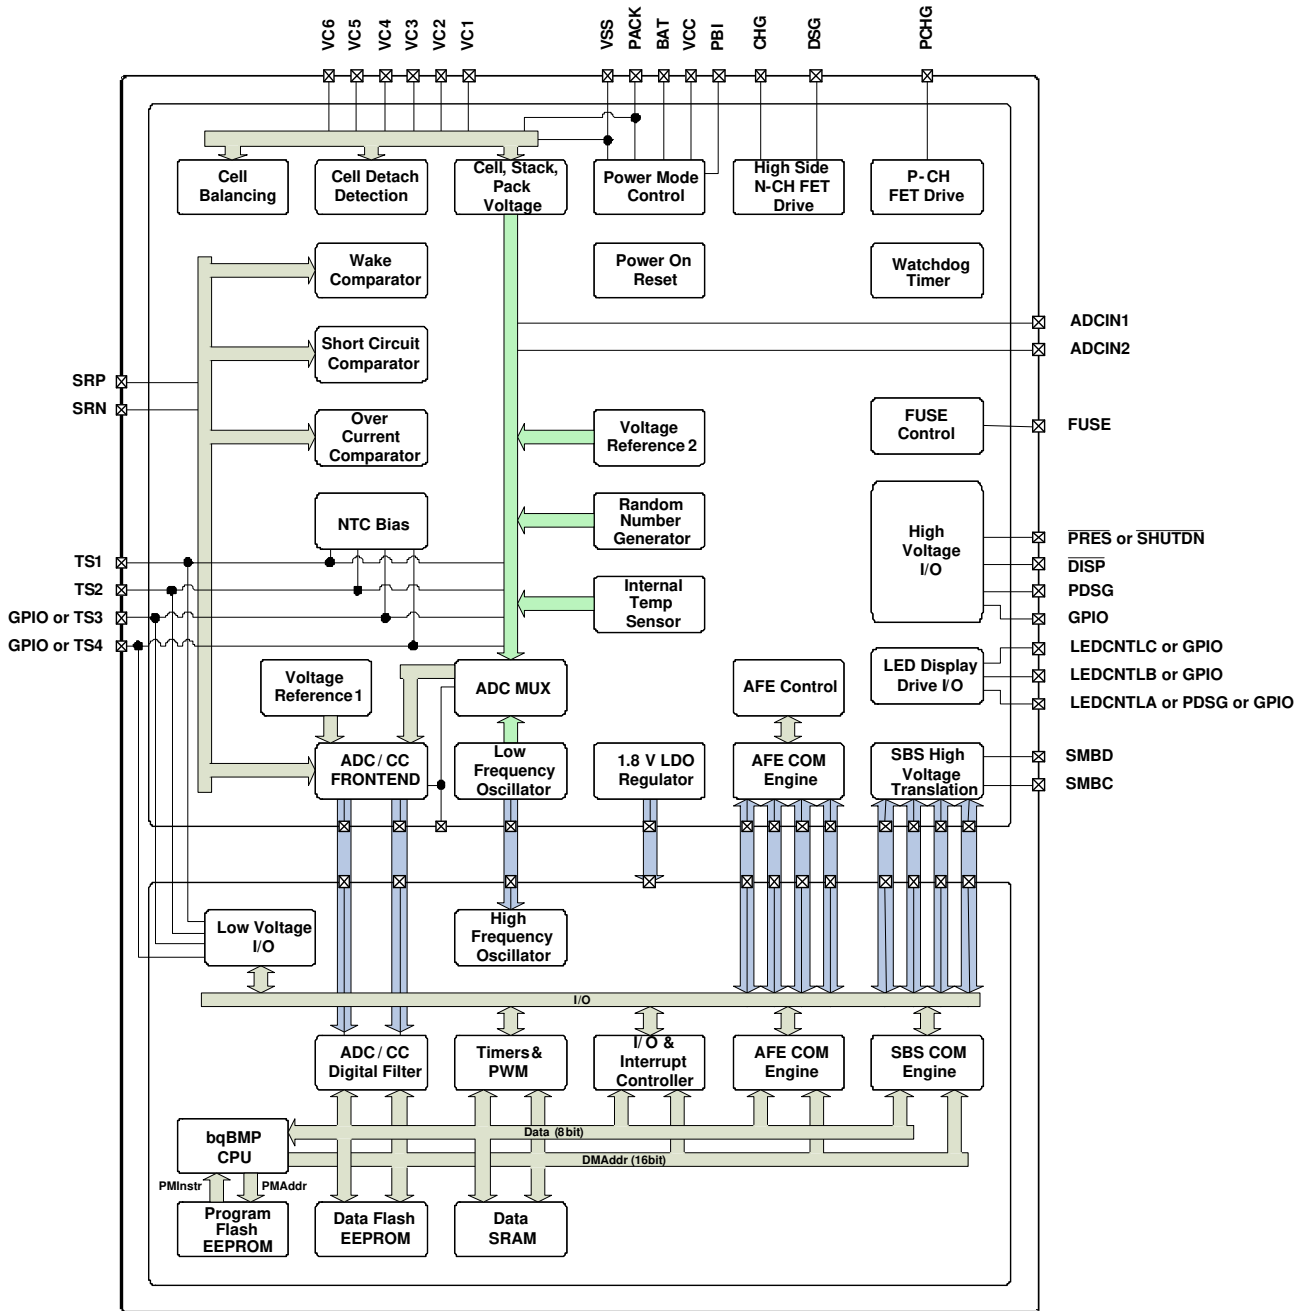 VC6
VC5
VC4
VC3
VC2
VC1
VSS
PACK
BAT
VCC
PBI
CHG
DSG
PCHG
Cell
Balancing
Cell Detach
Detection
Cell, Stack,
Pack
Voltage
Power Mode
Control
High Side
N-CH FET
Drive
P-CH
FET Drive
Wake
Comparator
Power On
Reset
Watchdog
Timer
ADCIN1
ADCIN2
Short Circuit
Comparator
SRP
SRN
Over
Current
Comparator
Voltage
Reference 2
FUSE
Control
FUSE
NTC Bias
Random
Number
Generator
High
Voltage
I/O
PRES or SHUTDN
DISP
PDSG
GPIO
TS1
TS2
GPIO or TS3
GPIO or TS4
Internal
Temp
Sensor
Voltage
Reference 1
ADC MUX
AFE Control
LED Display
Drive I/O
LEDCNTLC or GPIO
LEDCNTLB or GPIO
LEDCNTLA or PDSG or GPIO
ADC / CC
FRONTEND
Low
Frequency
Oscillator
1.8 V LDO
Regulator
AFE COM
Engine
SBS High
Voltage
Translation
SMBD
SMBC
Low Voltage
I/O
High
Frequency
Oscillator
I/O
ADC / CC
Digital Filter
Timers &
PWM
I/O &
Interrupt
Controller
AFE COM
Engine
SBS COM
Engine
bqBMP
CPU
Data (8bit)
DMAddr (16bit)
PMInstr
PMAddr
Program
Flash
EEPROM
Data Flash
EEPROM
Data
SRAM